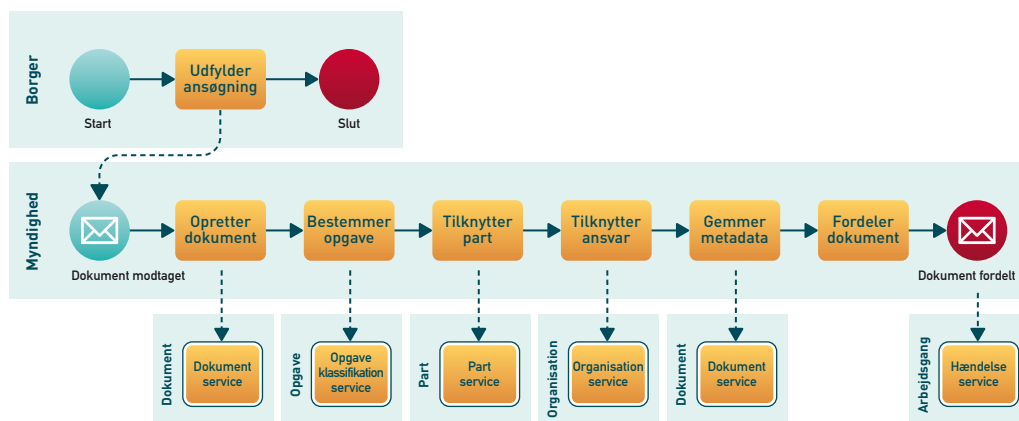 Borger
Udfylder
ansøgning
Start
Slut
Myndighed
Opretter
dokument
Bestemmer
opgave
Tilknytter
part
Tilknytter
ansvar
Gemmer
metadata
Fordeler
dokument
Dokument modtaget
Dokument fordelt
Dokument
Dokument
service
Opgave
Opgave
klassifikation
service
Part
Part
service
Organisation
Organisation
service
Dokument
Dokument
service
Arbejdsgang
Hændelse
service